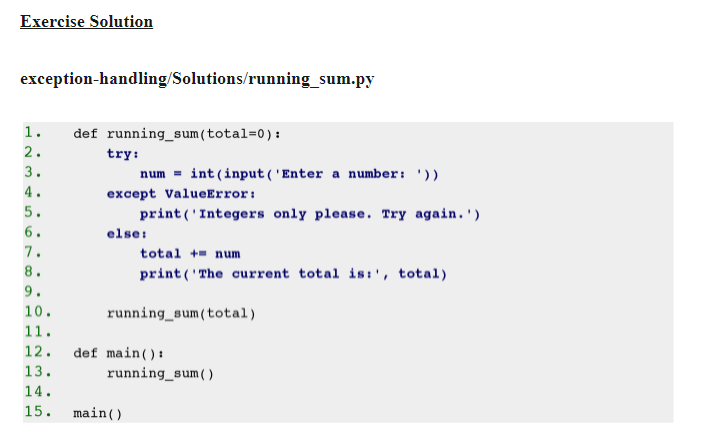 Exercise Solution
exception-handling/Solutions/running_sum.py
1. def running_sum(total=0):
2. try:
3. num = int(input('Enter a number: '))
4. except ValueError:
5. print('Integers only please. Try again.')
6. else:
7. total += num
8. print('The current total is:', total)
9.
10. running_sum(total)
11.
12. def main():
13. running_sum()
14.
15. main()